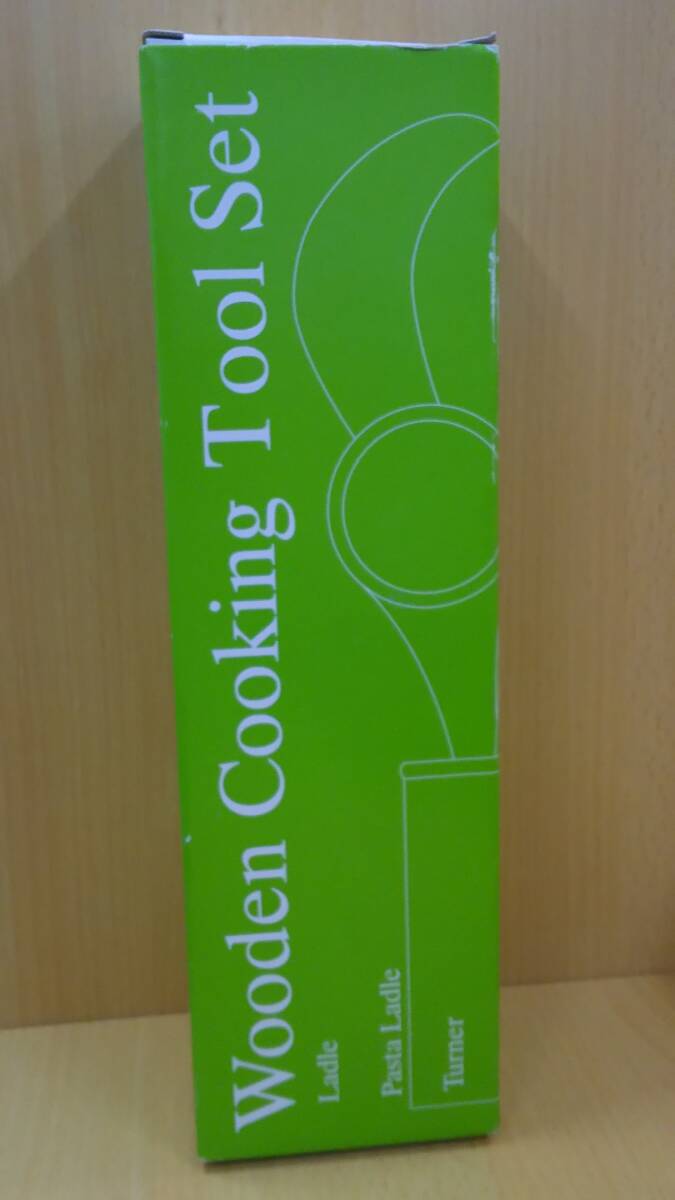 Wooden Cooking Tool Set
Ladle
Pasta Ladle
Turner